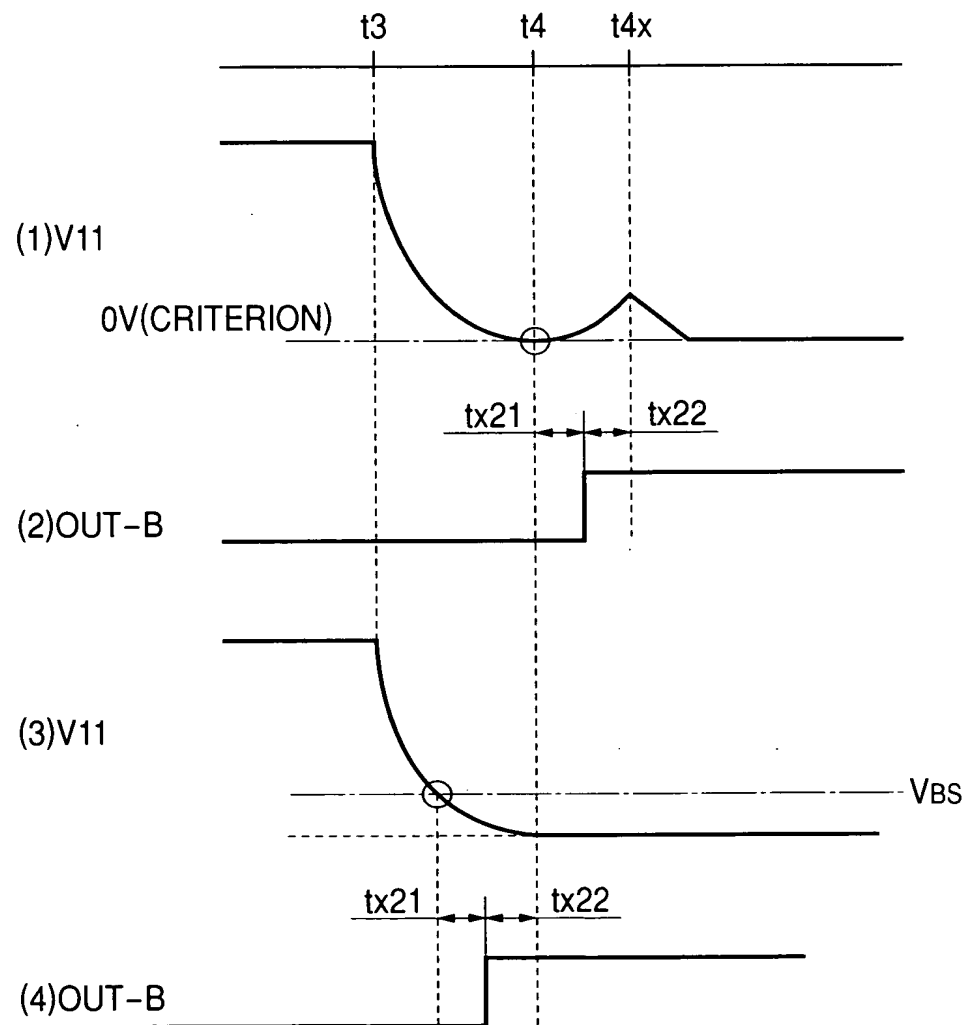 t3 t4 t4x
(1)V11
0V(CRITERION)
tx21 tx22
(2)OUT-B
(3)V11
VBS
tx21 tx22
(4)OUT-B